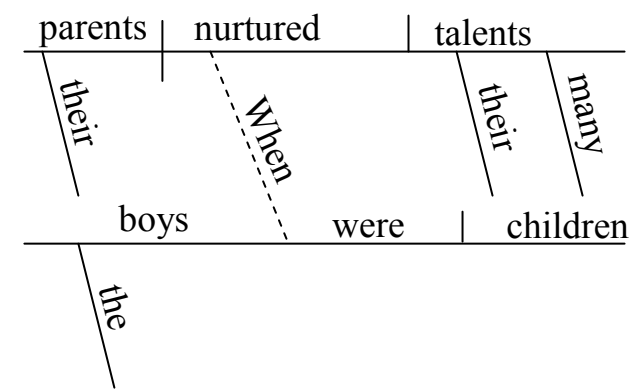 parents nurtured talents
their When their many
boys were children
the